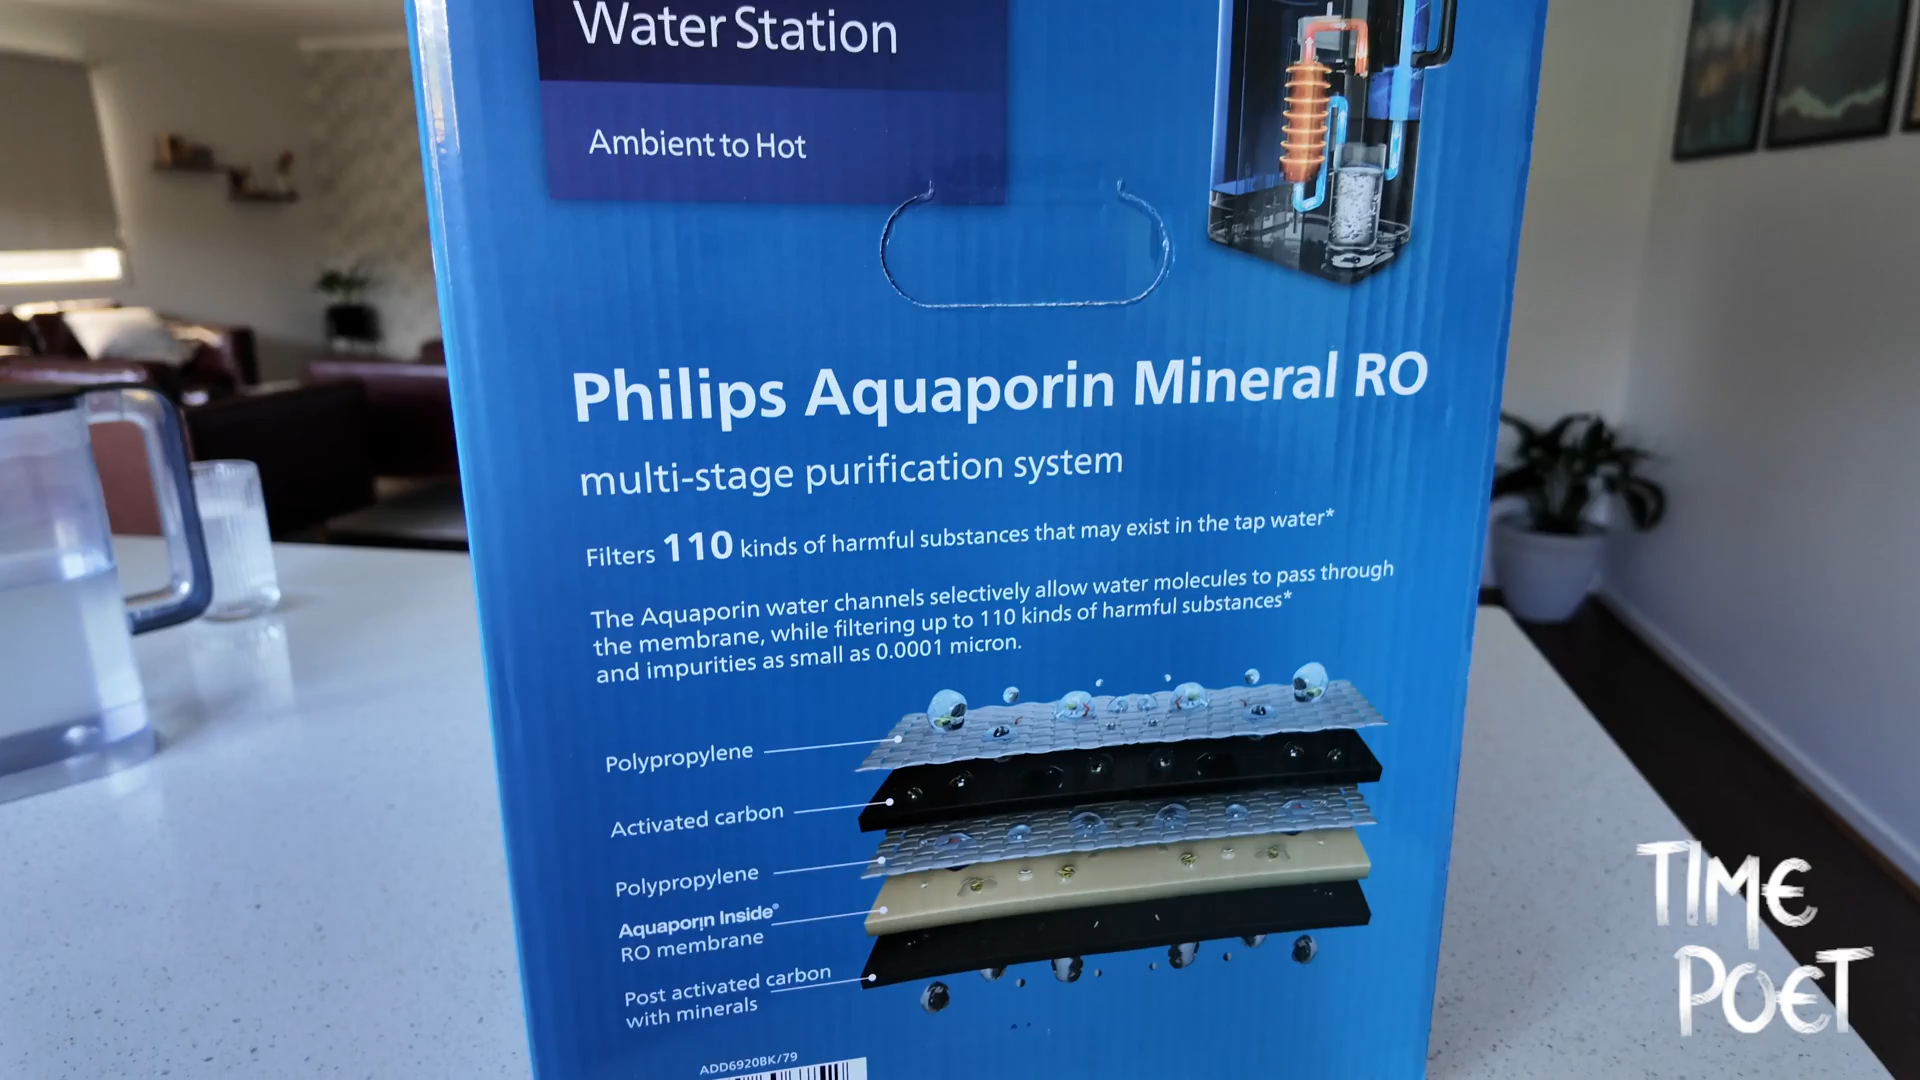 Water Station
Ambient to Hot
Philips Aquaporin Mineral RO
multi-stage purification system
Filters 110 kinds of harmful substances that may exist in the tap water*
The Aquaporin water channels selectively allow water molecules to pass through
the membrane, while filtering up to 110 kinds of harmful substances*
and impurities as small as 0.0001 micron.
Polypropylene
Activated carbon
Polypropylene
Aquaporin Inside®
RO membrane
Post activated carbon
with minerals
ADD6920BK/79
TIME
POET